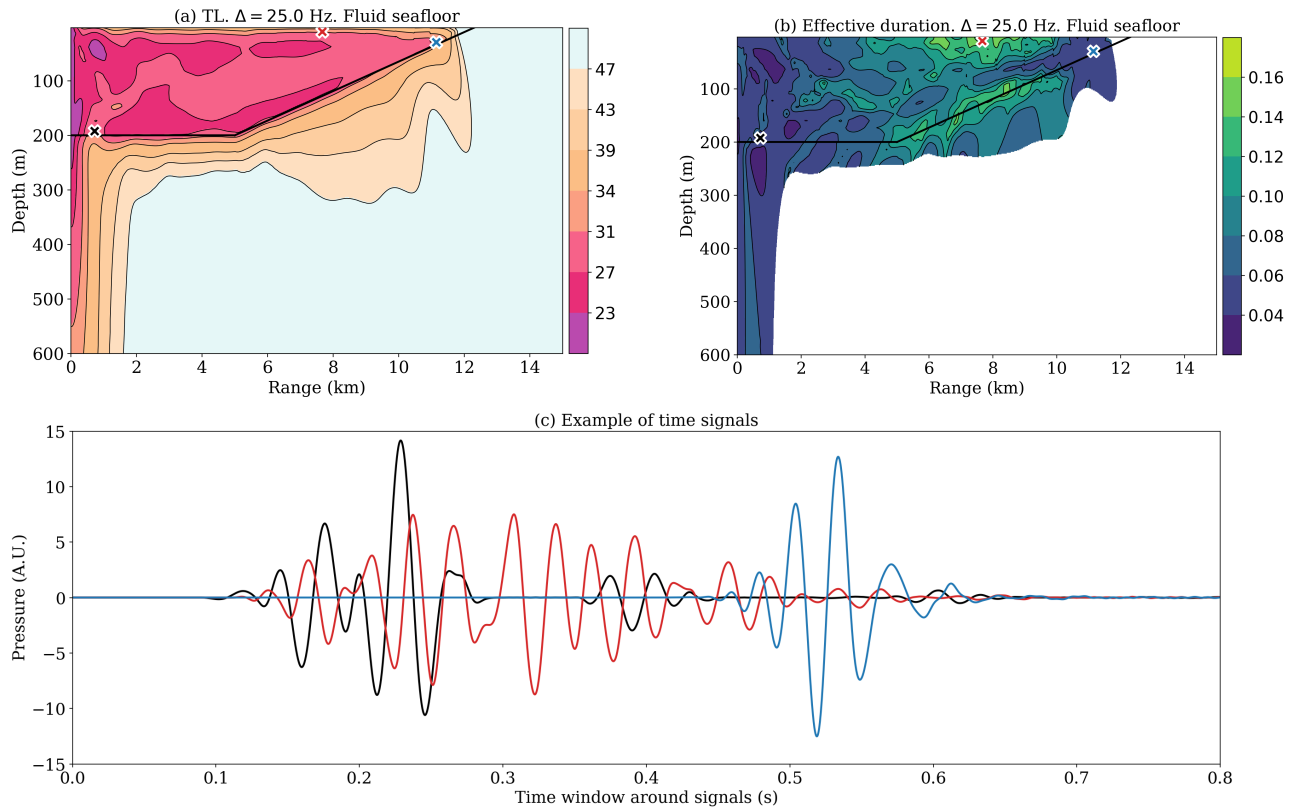 (a) TL. Δ = 25.0 Hz. Fluid seafloor
100
200
300
400
500
600
Depth (m)
0 2 4 6 8 10 12 14
Range (km)
47
43
39
34
31
27
23
(b) Effective duration. Δ = 25.0 Hz. Fluid seafloor
100
200
300
400
500
600
Depth (m)
0 2 4 6 8 10 12 14
Range (km)
0.16
0.14
0.12
0.10
0.08
0.06
0.04
(c) Example of time signals
15
10
5
0
−5
−10
−15
Pressure (A.U.)
0.0 0.1 0.2 0.3 0.4 0.5 0.6 0.7 0.8
Time window around signals (s)